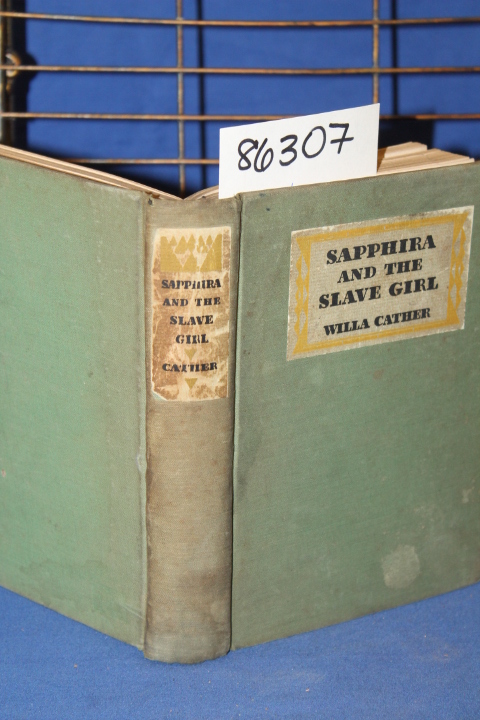 86307
SAPPHIRA
AND THE
SLAVE GIRL
WILLA CATHER
SAPPHIRA
AND THE
SLAVE
GIRL
CATHER